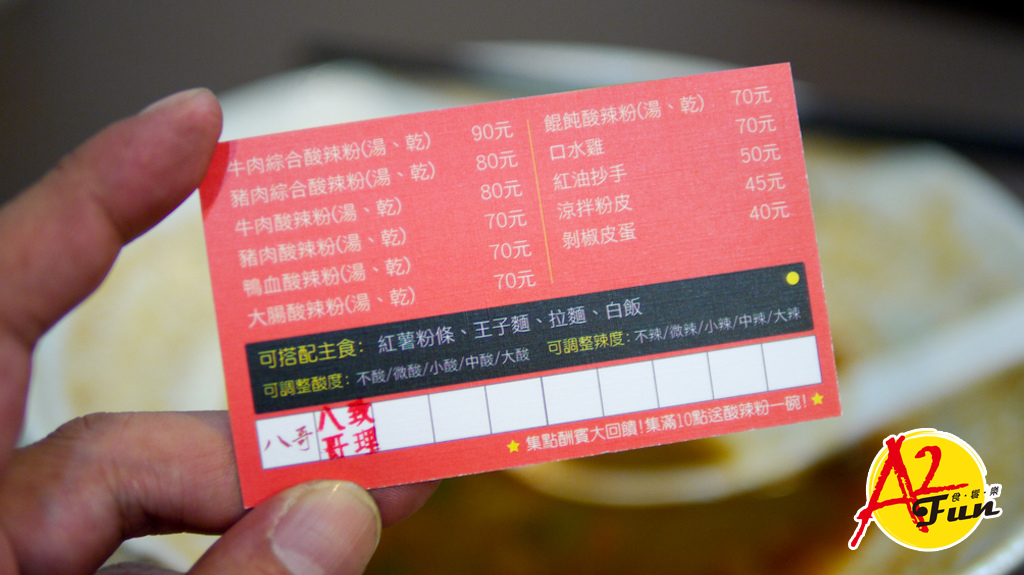 牛肉綜合酸辣粉(湯、乾) 90元
豬肉綜合酸辣粉(湯、乾) 80元
牛肉酸辣粉(湯、乾) 80元
豬肉酸辣粉(湯、乾) 70元
鴨血酸辣粉(湯、乾) 70元
大腸酸辣粉(湯、乾) 70元
餛飩酸辣粉(湯、乾) 70元
口水雞 70元
紅油抄手 50元
涼拌粉皮 45元
剝椒皮蛋 40元
可搭配主食: 紅薯粉條、王子麵、拉麵、白飯
可調整酸度: 不酸/微酸/小酸/中酸/大酸 可調整辣度: 不辣/微辣/小辣/中辣/大辣
八哥
八哥
教理
集點酬賓大回饋!集滿10點送酸辣粉一碗!
A2 Fun
食·響·樂